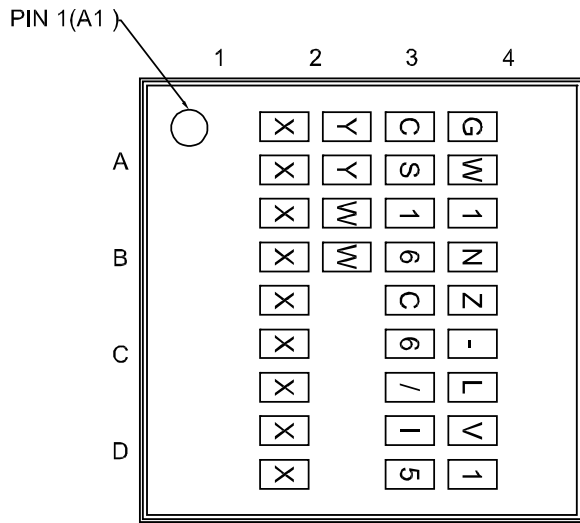 PIN 1(A1 )
1 2 3 4
A
B
C
D
GW1NZ-LV1
CS16C6/I5
YYWW
XXXXXXXXX